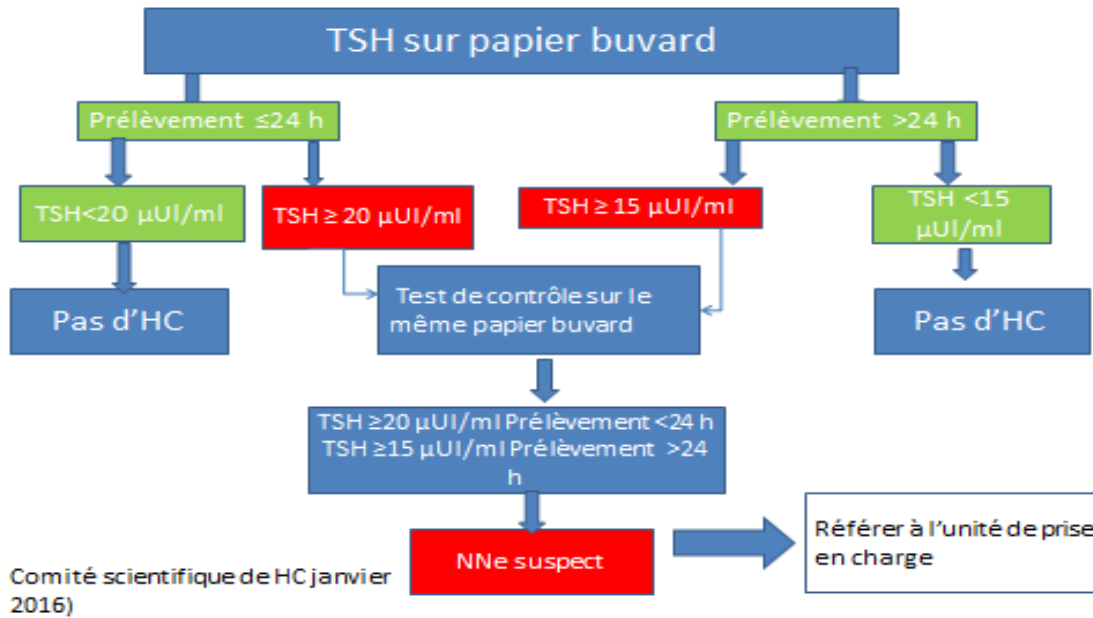 TSH sur papier buvard
Prélèvement ≤24 h
Prélèvement >24 h
TSH<20 µUI/ml
TSH ≥ 20 µUI/ml
TSH ≥ 15 µUI/ml
TSH <15
µUI/ml
Pas d'HC
Test de contrôle sur le
même papier buvard
Pas d'HC
TSH ≥20 µUI/ml Prélèvement <24 h
TSH ≥15 µUI/ml Prélèvement >24
h
NNe suspect
Référer à l'unité de prise
en charge
Comité scientifique de HC janvier
2016)